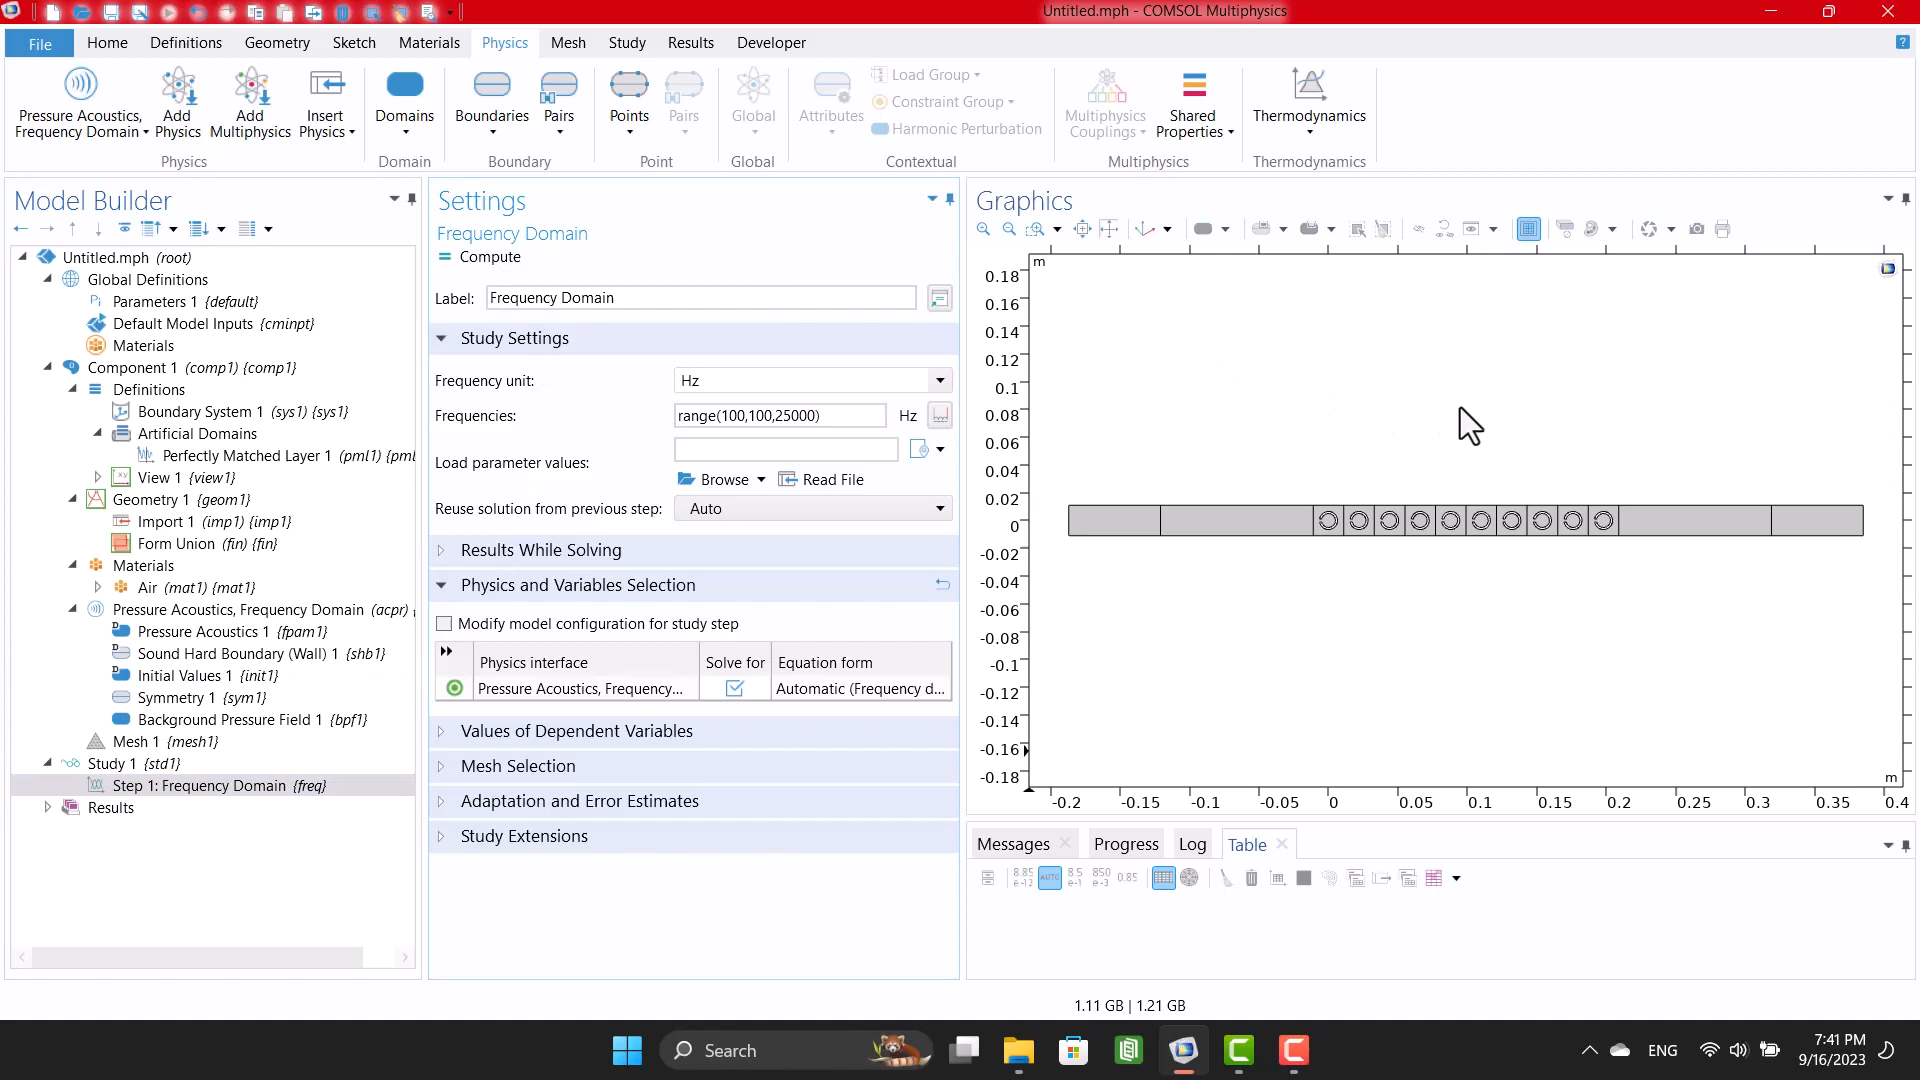 Untitled.mph - COMSOL Multiphysics
File Home Definitions Geometry Sketch Materials Physics Mesh Study Results Developer
Pressure Acoustics, Frequency Domain
Add Physics
Add Multiphysics
Insert Physics
Domains
Boundaries
Pairs
Points
Pairs
Global
Attributes
Load Group
Constraint Group
Harmonic Perturbation
Multiphysics Couplings
Shared Properties
Thermodynamics
Physics Domain Boundary Point Global Contextual Multiphysics Thermodynamics
Model Builder
Untitled.mph (root)
Global Definitions
Pi Parameters 1 {default}
Default Model Inputs {cminpt}
Materials
Component 1 (comp1) {comp1}
Definitions
Boundary System 1 (sys1) {sys1}
Artificial Domains
Perfectly Matched Layer 1 (pml1) {pml
View 1 {view1}
Geometry 1 {geom1}
Import 1 (imp1) {imp1}
Form Union (fin) {fin}
Materials
Air (mat1) {mat1}
Pressure Acoustics, Frequency Domain (acpr) {
Pressure Acoustics 1 {fpam1}
Sound Hard Boundary (Wall) 1 {shb1}
Initial Values 1 {init1}
Symmetry 1 {sym1}
Background Pressure Field 1 {bpf1}
Mesh 1 {mesh1}
Study 1 {std1}
Step 1: Frequency Domain {freq}
Results
Settings
Frequency Domain
= Compute
Label: Frequency Domain
Study Settings
Frequency unit: Hz
Frequencies: range(100,100,25000) Hz
Load parameter values:
Browse Read File
Reuse solution from previous step: Auto
Results While Solving
Physics and Variables Selection
Modify model configuration for study step
Physics interface Solve for Equation form
Pressure Acoustics, Frequency... Automatic (Frequency d...
Values of Dependent Variables
Mesh Selection
Adaptation and Error Estimates
Study Extensions
Graphics
m
0.18
0.16
0.14
0.12
0.1
0.08
0.06
0.04
0.02
0
-0.02
-0.04
-0.06
-0.08
-0.1
-0.12
-0.14
-0.16
-0.18
m
-0.2 -0.15 -0.1 -0.05 0 0.05 0.1 0.15 0.2 0.25 0.3 0.35 0.4
Messages Progress Log Table
8.85 e-12 AUTO 8.5 e-1 850 e-3 0.85
1.11 GB | 1.21 GB
Search
ENG
7:41 PM
9/16/2023